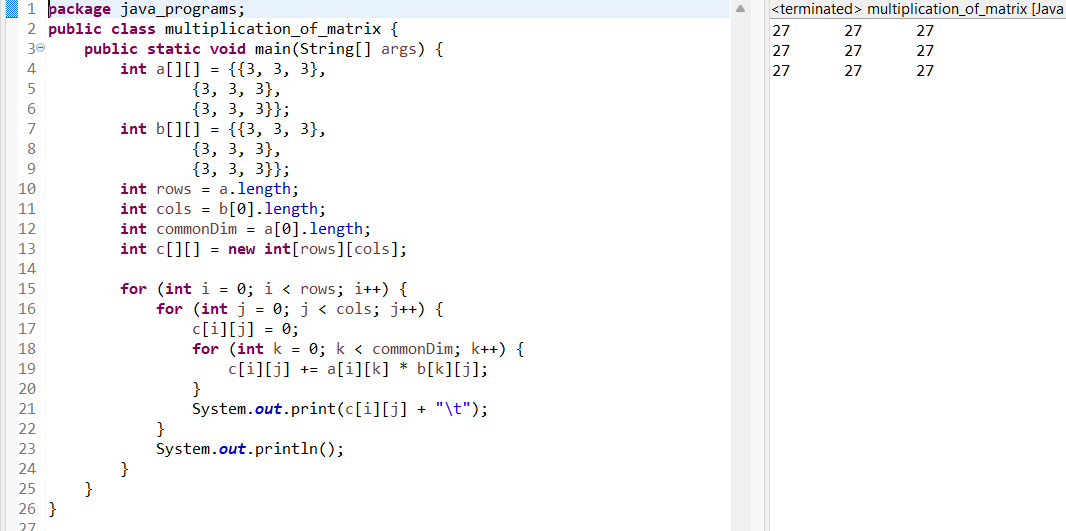 1 package java_programs;
2 public class multiplication_of_matrix {
3 public static void main(String[] args) {
4 int a[][] = {{3, 3, 3},
5 {3, 3, 3},
6 {3, 3, 3}};
7 int b[][] = {{3, 3, 3},
8 {3, 3, 3},
9 {3, 3, 3}};
10 int rows = a.length;
11 int cols = b[0].length;
12 int commonDim = a[0].length;
13 int c[][] = new int[rows][cols];
14
15 for (int i = 0; i < rows; i++) {
16 for (int j = 0; j < cols; j++) {
17 c[i][j] = 0;
18 for (int k = 0; k < commonDim; k++) {
19 c[i][j] += a[i][k] * b[k][j];
20 }
21 System.out.print(c[i][j] + "\t");
22 }
23 System.out.println();
24 }
25 }
26 }
27
<terminated> multiplication_of_matrix [Java
27 27 27
27 27 27
27 27 27